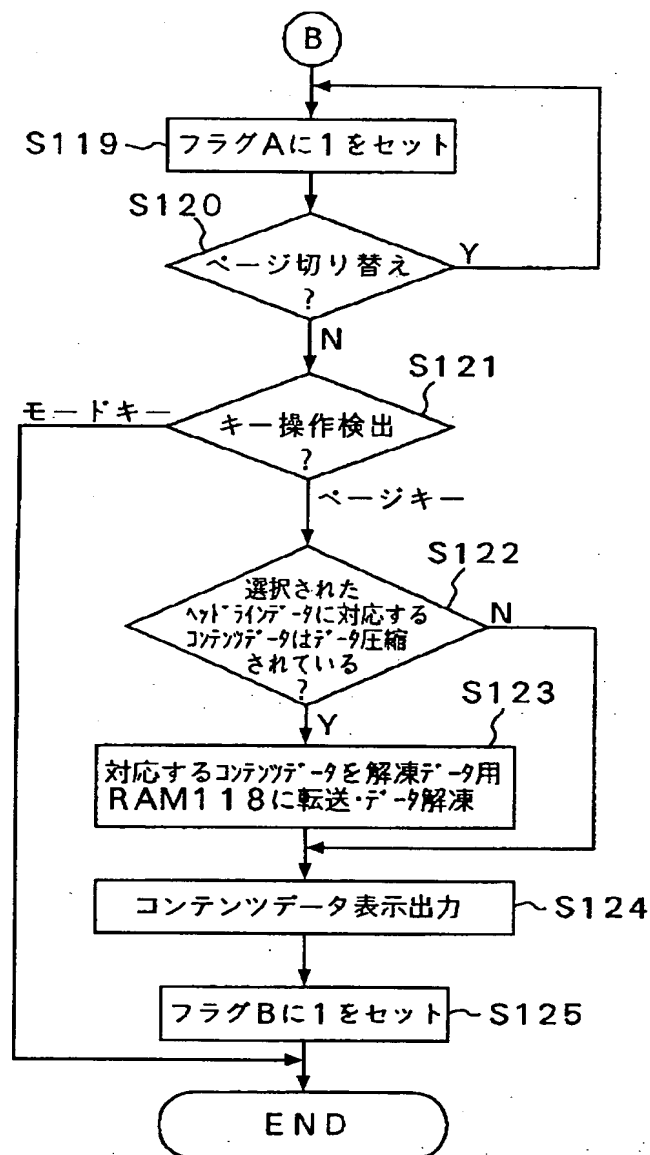 B
S119
フラグAに1をセット
S120
ページ切り替え
?
Y
N
S121
モードキー
キー操作検出
?
ページキー
S122
選択された
ヘッドラインデータに対応する
コンテンツデータはデータ圧縮
されている
?
N
Y
S123
対応するコンテンツデータを解凍データ用
RAM118に転送・データ解凍
コンテンツデータ表示出力
S124
フラグBに1をセット
S125
END